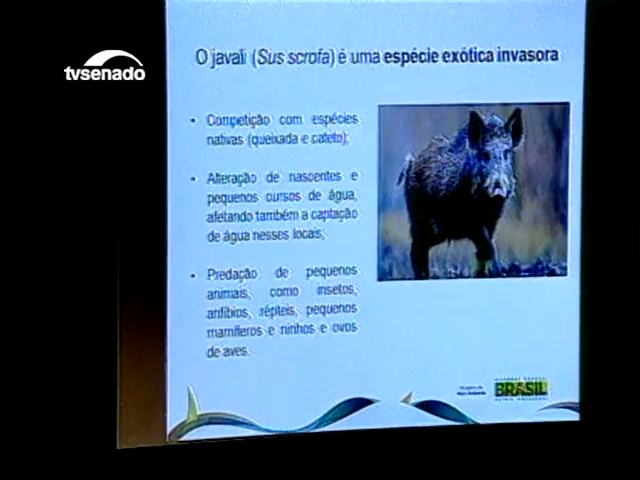 tvsenado
O javali (Sus scrofa) é uma espécie exótica invasora
• Competição com espécies
nativas (queixada e cateto);
• Alteração de nascentes e
pequenos cursos de água,
afetando também a captação
de água nesses locais;
• Predação de pequenos
animais, como insetos,
anfíbios, répteis, pequenos
mamíferos e ninhos e ovos
de aves.
BRASIL